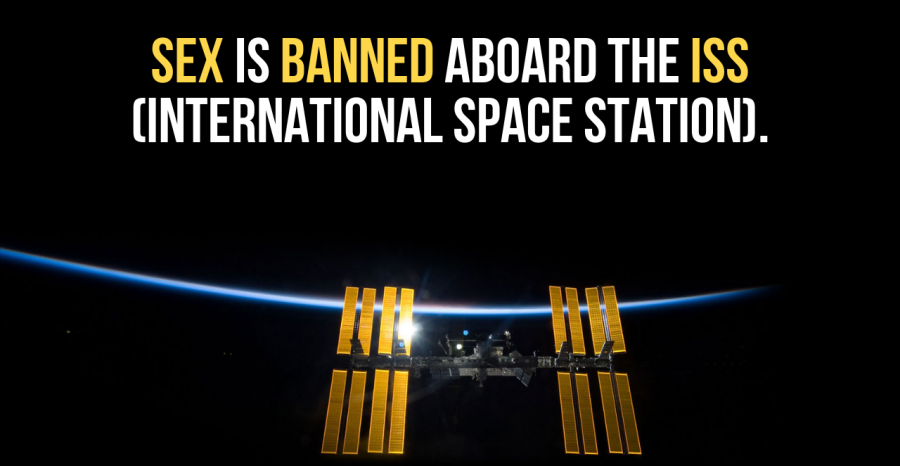 SEX IS BANNED ABOARD THE ISS
(INTERNATIONAL SPACE STATION).